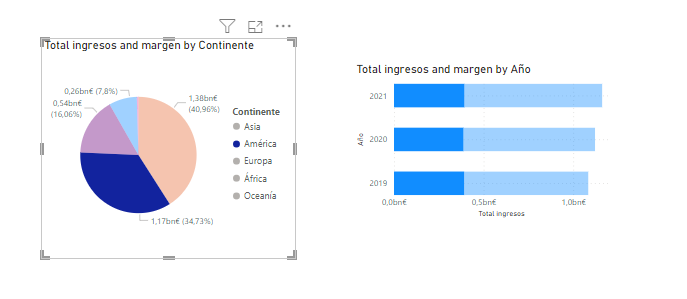 Total ingresos and margen by Continente
0,26bn€ (7,8%)
0,54bn€
(16,06%)
1,38bn€
(40,96%)
1,17bn€ (34,73%)
Continente
Asia
América
Europa
África
Oceanía
Total ingresos and margen by Año
Año
2021
2020
2019
0,0bn€
0,5bn€
1,0bn€
Total ingresos